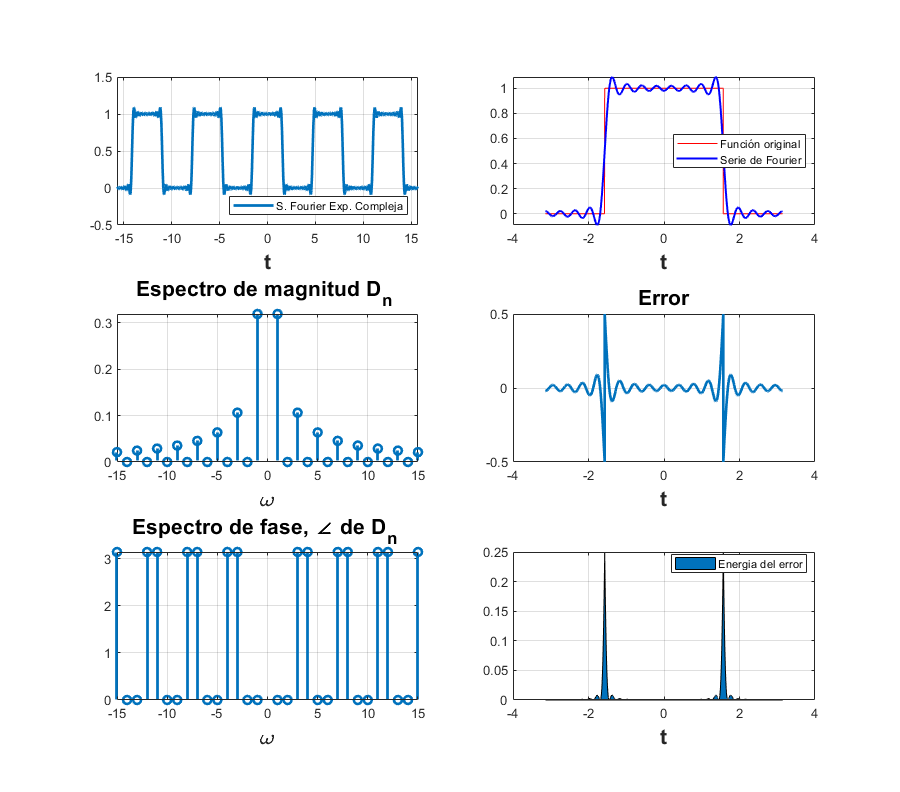 1.5
1
0.5
0
-0.5
-15 -10 -5 0 5 10 15
S. Fourier Exp. Compleja
t
1
0.8
0.6
0.4
0.2
0
-4 -2 0 2 4
Función original
Serie de Fourier
t
Espectro de magnitud Dn
0.3
0.2
0.1
0
-15 -10 -5 0 5 10 15
ω
Error
0.5
0
-0.5
-4 -2 0 2 4
t
Espectro de fase, ∠ de Dn
3
2
1
0
-15 -10 -5 0 5 10 15
ω
0.25
0.2
0.15
0.1
0.05
0
-4 -2 0 2 4
Energia del error
t